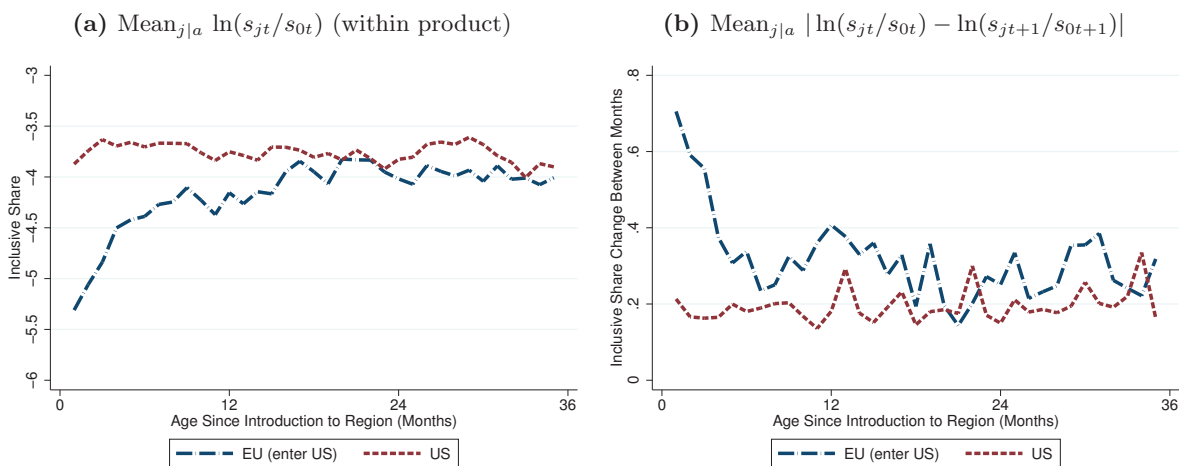 (a) Mean_{j|a} ln(s_{jt}/s_{0t}) (within product)
Inclusive Share
-3
-3.5
-4
-4.5
-5
-5.5
-6
0
12
24
36
Age Since Introduction to Region (Months)
EU (enter US)
US
(b) Mean_{j|a} | ln(s_{jt}/s_{0t}) − ln(s_{jt+1}/s_{0t+1})|
Inclusive Share Change Between Months
.8
.6
.4
.2
0
0
12
24
36
Age Since Introduction to Region (Months)
EU (enter US)
US